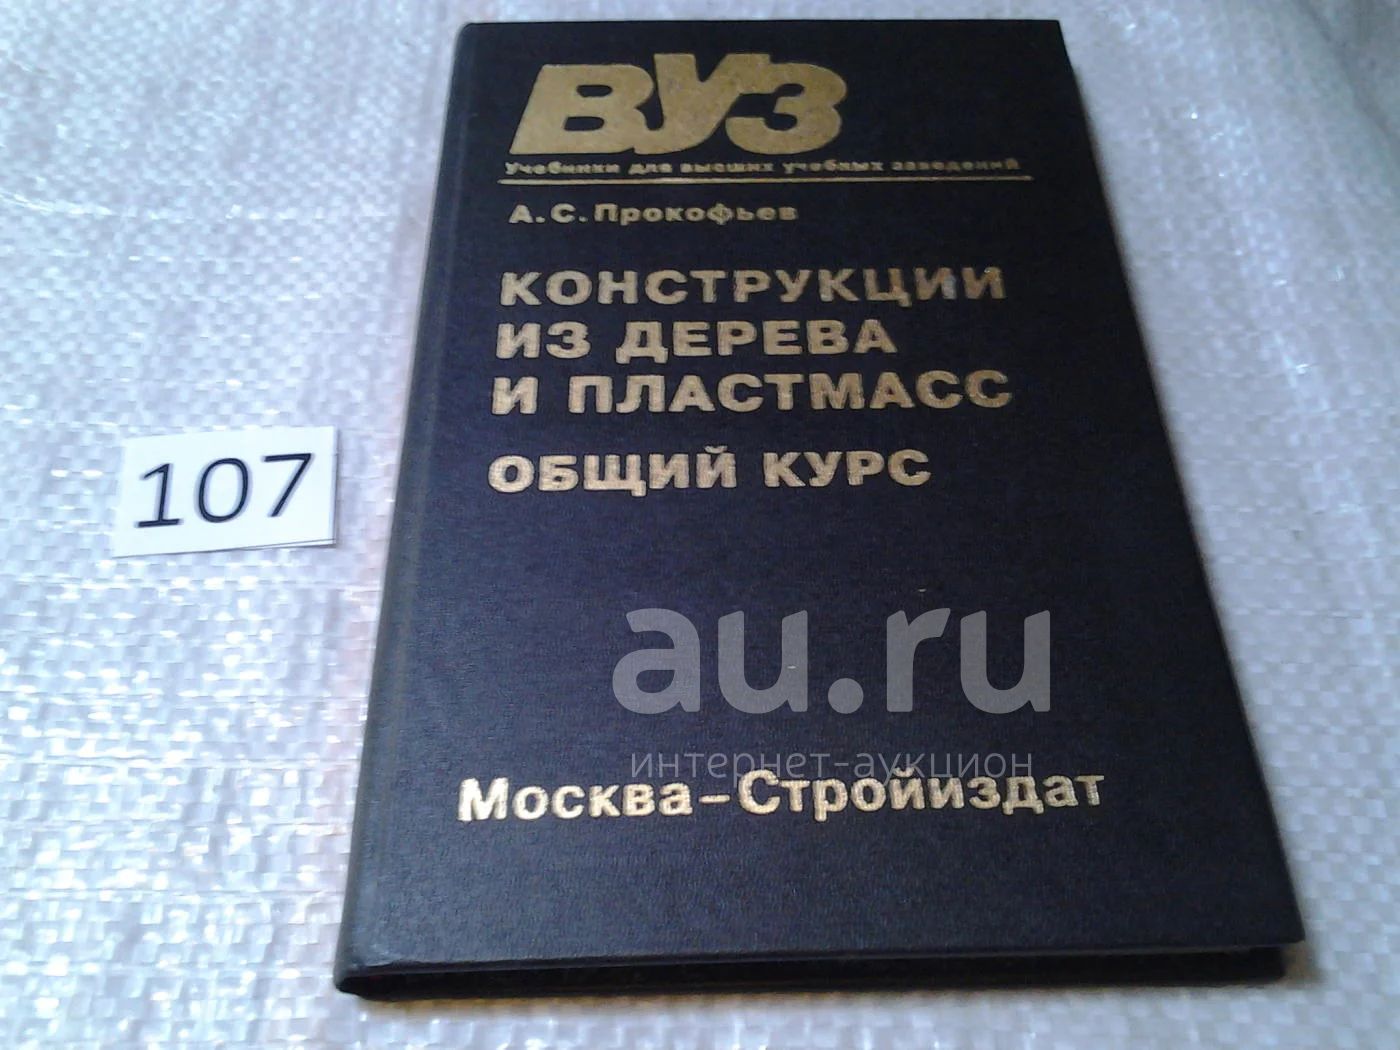 ВУЗ
Учебники для высших учебных заведений
А.С.Прокофьев
КОНСТРУКЦИИ
ИЗ ДЕРЕВА
И ПЛАСТМАСС
ОБЩИЙ КУРС
107
au.ru
интернет-аукцион
Москва–Стройиздат